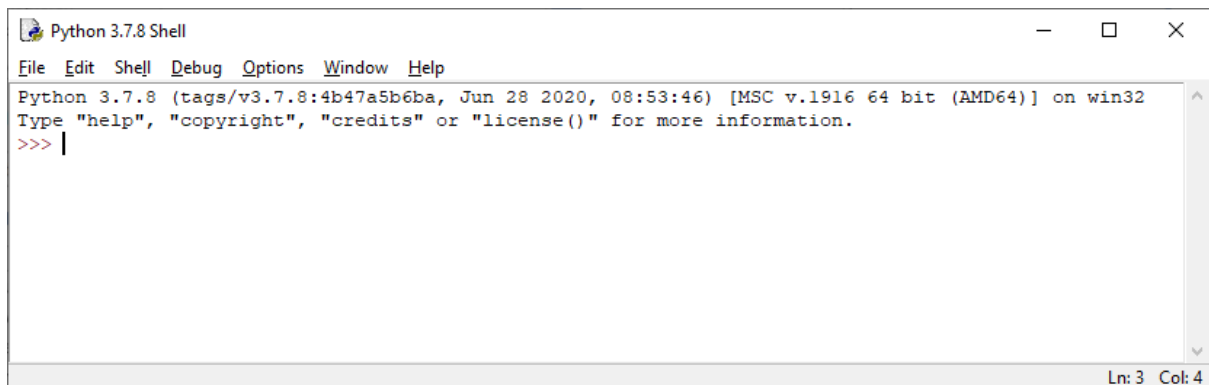 Python 3.7.8 Shell
File Edit Shell Debug Options Window Help
Python 3.7.8 (tags/v3.7.8:4b47a5b6ba, Jun 28 2020, 08:53:46) [MSC v.1916 64 bit (AMD64)] on win32
Type "help", "copyright", "credits" or "license()" for more information.
>>>
Ln: 3 Col: 4